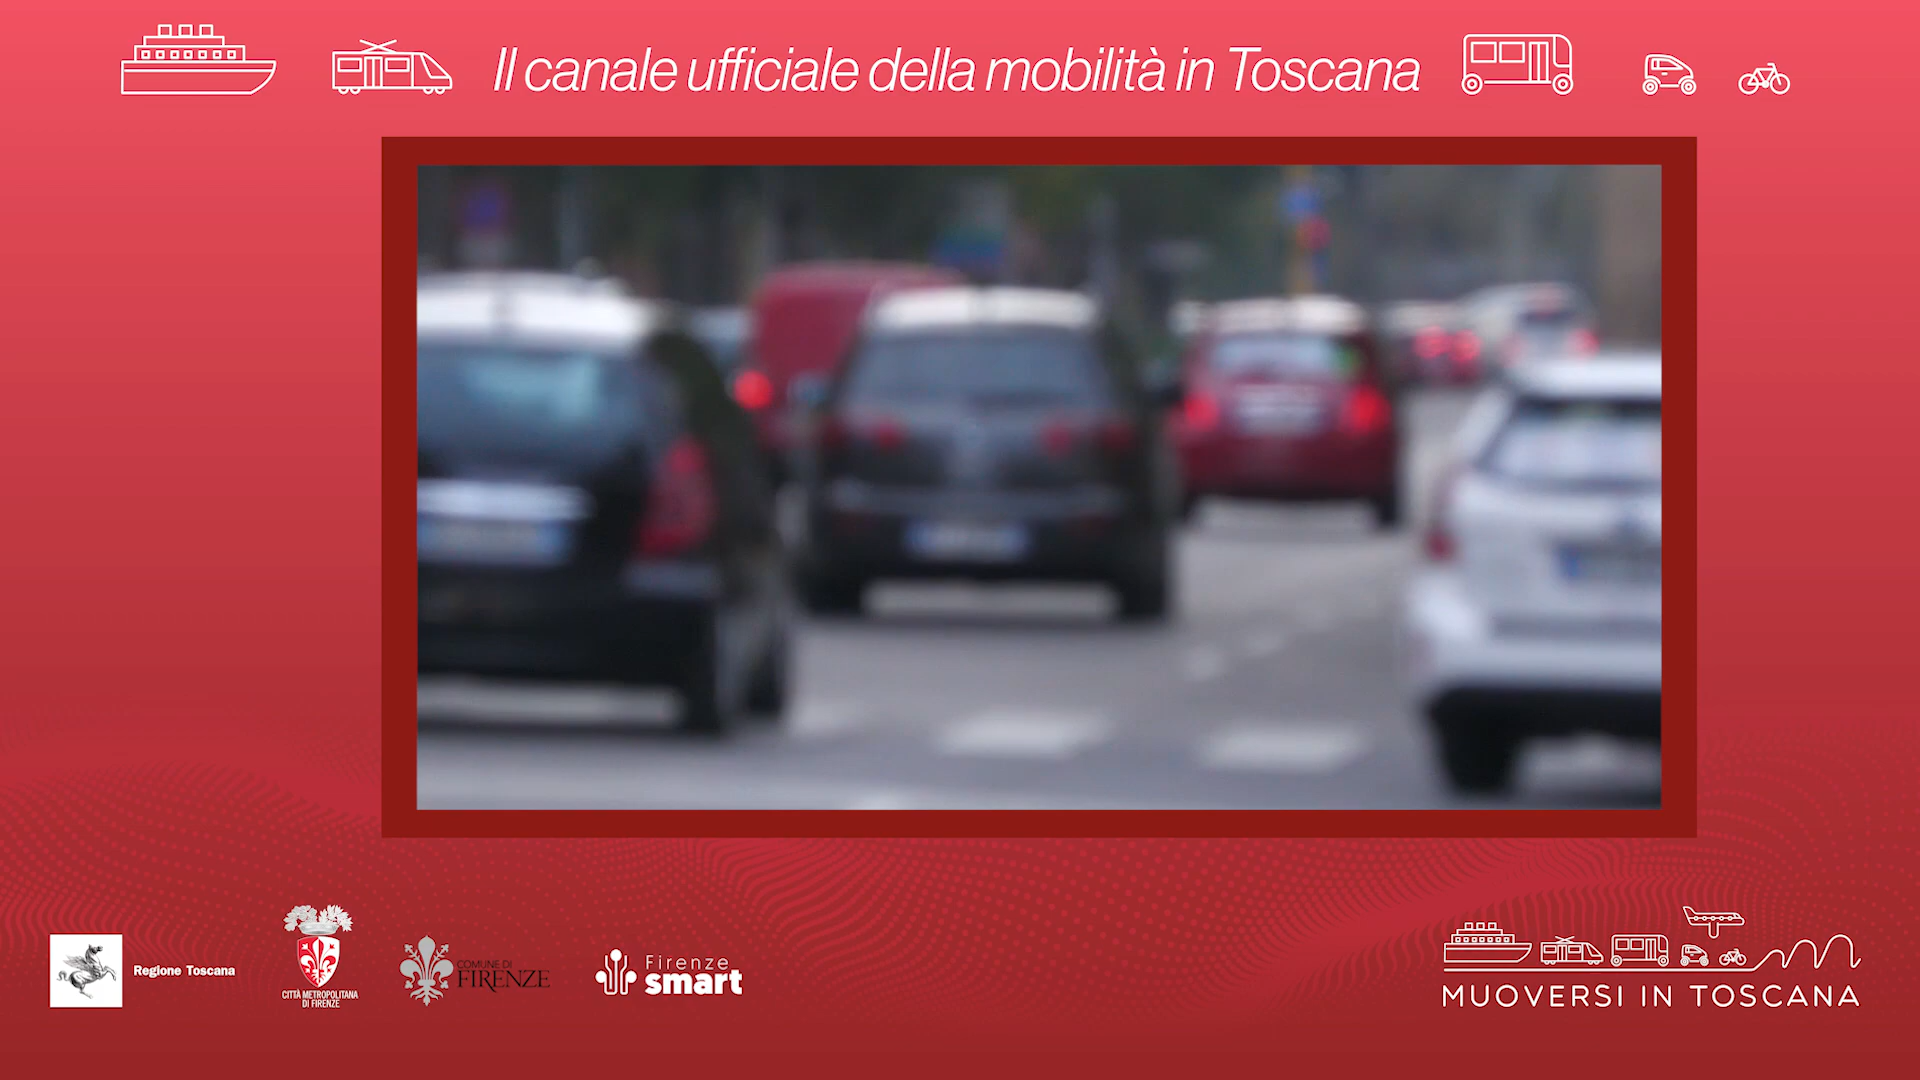 Il canale ufficiale della mobilità in Toscana
Regione Toscana
CITTÀ METROPOLITANA
DI FIRENZE
COMUNE DI
FIRENZE
Firenze
smart
MUOVERSI IN TOSCANA